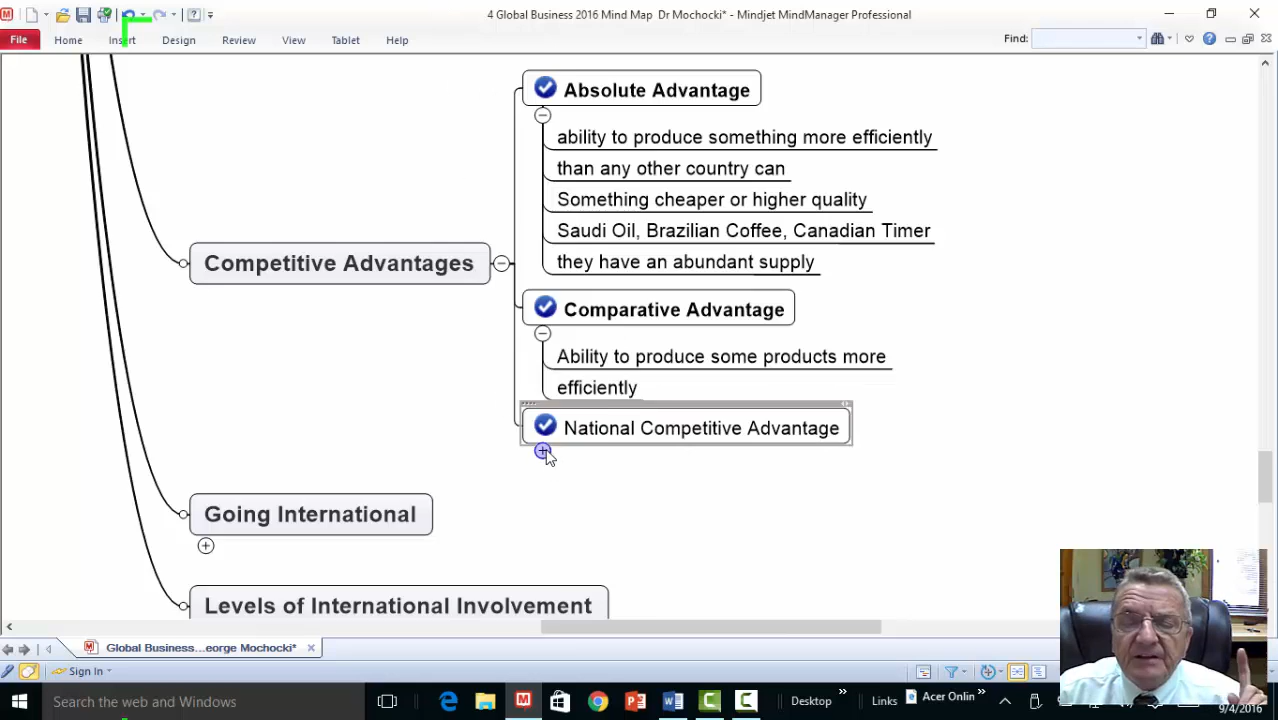 4 Global Business 2016 Mind Map Dr Mochocki* - Mindjet MindManager Professional
File Home Insert Design Review View Tablet Help Find:
Absolute Advantage
ability to produce something more efficiently
than any other country can
Something cheaper or higher quality
Saudi Oil, Brazilian Coffee, Canadian Timer
they have an abundant supply
Competitive Advantages
Comparative Advantage
Ability to produce some products more
efficiently
National Competitive Advantage
Going International
Levels of International Involvement
Global Business...eorge Mochocki*
Sign In
Search the web and Windows
Desktop
Links
Acer Onlin
9/4/2016